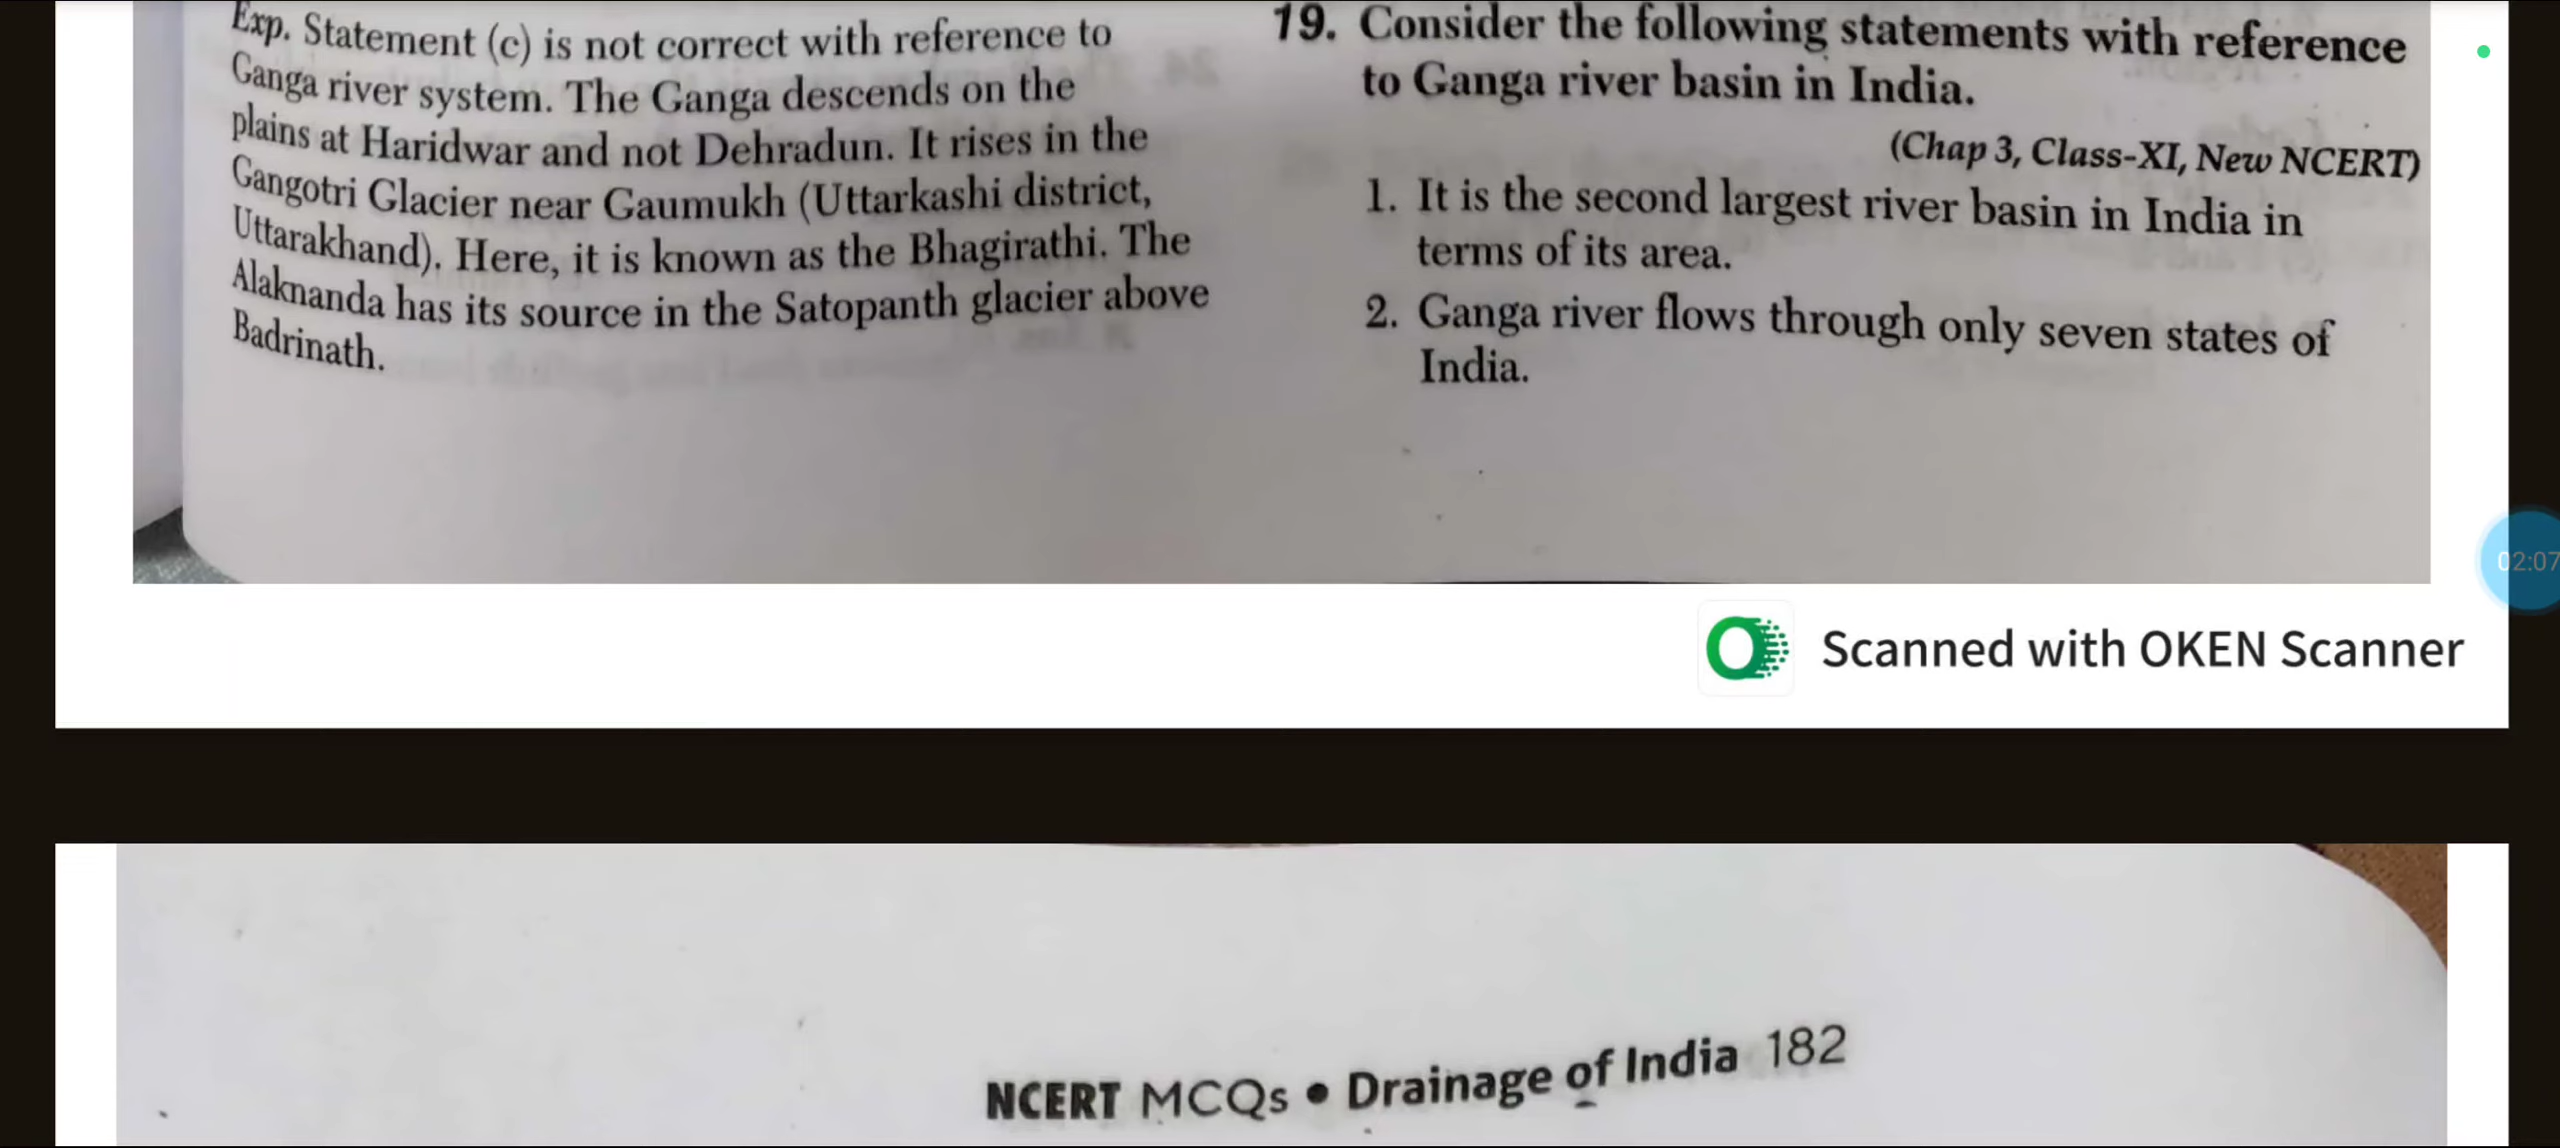 Exp. Statement (c) is not correct with reference to
Ganga river system. The Ganga descends on the
plains at Haridwar and not Dehradun. It rises in the
Gangotri Glacier near Gaumukh (Uttarkashi district,
Uttarakhand). Here, it is known as the Bhagirathi. The
Alaknanda has its source in the Satopanth glacier above
Badrinath.
19. Consider the following statements with reference
to Ganga river basin in India.
(Chap 3, Class-XI, New NCERT)
1. It is the second largest river basin in India in
terms of its area.
2. Ganga river flows through only seven states of
India.
02:07
Scanned with OKEN Scanner
NCERT MCQs • Drainage of India 182